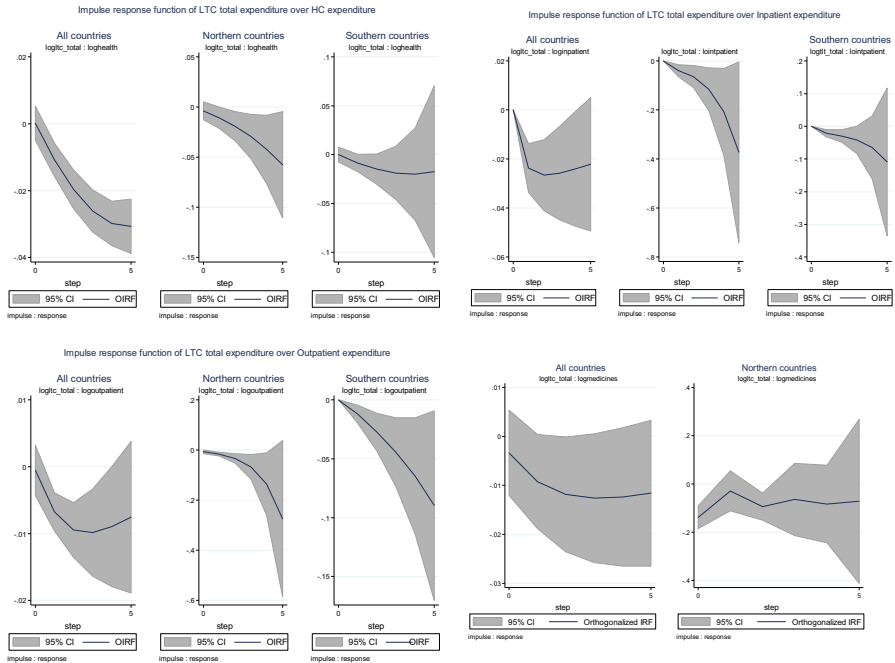 Impulse response function of LTC total expenditure over HC expenditure
All countries
logltc_total : loghealth
.02
0
-.02
-.04
0
5
step
95% CI
OIRF
impulse : response
Northern countries
logltc_total : loghealth
.05
0
-.05
-.1
-.15
0
5
step
95% CI
OIRF
Southern countries
logltc_total : loghealth
.1
.05
0
-.05
-.1
0
5
step
95% CI
OIRF
Impulse response function of LTC total expenditure over Inpatient expenditure
All countries
logltc_total : loginpatient
.02
0
-.02
-.04
-.06
0
5
step
95% CI
OIRF
impulse : response
logltc_total : lointpatient
0
-.2
-.4
-.6
-.8
0
5
step
95% CI
OIRF
impulse : response
Southern countries
logtlt_total : lointpatient
.2
.1
0
-.1
-.2
-.3
-.4
0
5
step
95% CI
OIRF
impulse : response
Impulse response function of LTC total expenditure over Outpatient expenditure
All countries
logltc_total : logoutpatient
.01
0
-.01
-.02
0
5
step
95% CI
OIRF
impulse : response
Northern countries
logltc_total : logoutpatient
.2
0
-.2
-.4
-.6
0
5
step
95% CI
OIRF
impulse : response
Southern countries
logltc_total : logoutpatient
0
-.05
-.1
-.15
0
5
step
95% CI
OIRF
impulse : response
All countries
logltc_total : logmedicines
.01
0
-.01
-.02
-.03
0
5
step
95% CI
Orthogonalized IRF
impulse : response
Northern countries
logltc_total : logmedicines
.4
.2
0
-.2
-.4
0
5
step
95% CI
Orthogonalized IRF
impulse : response